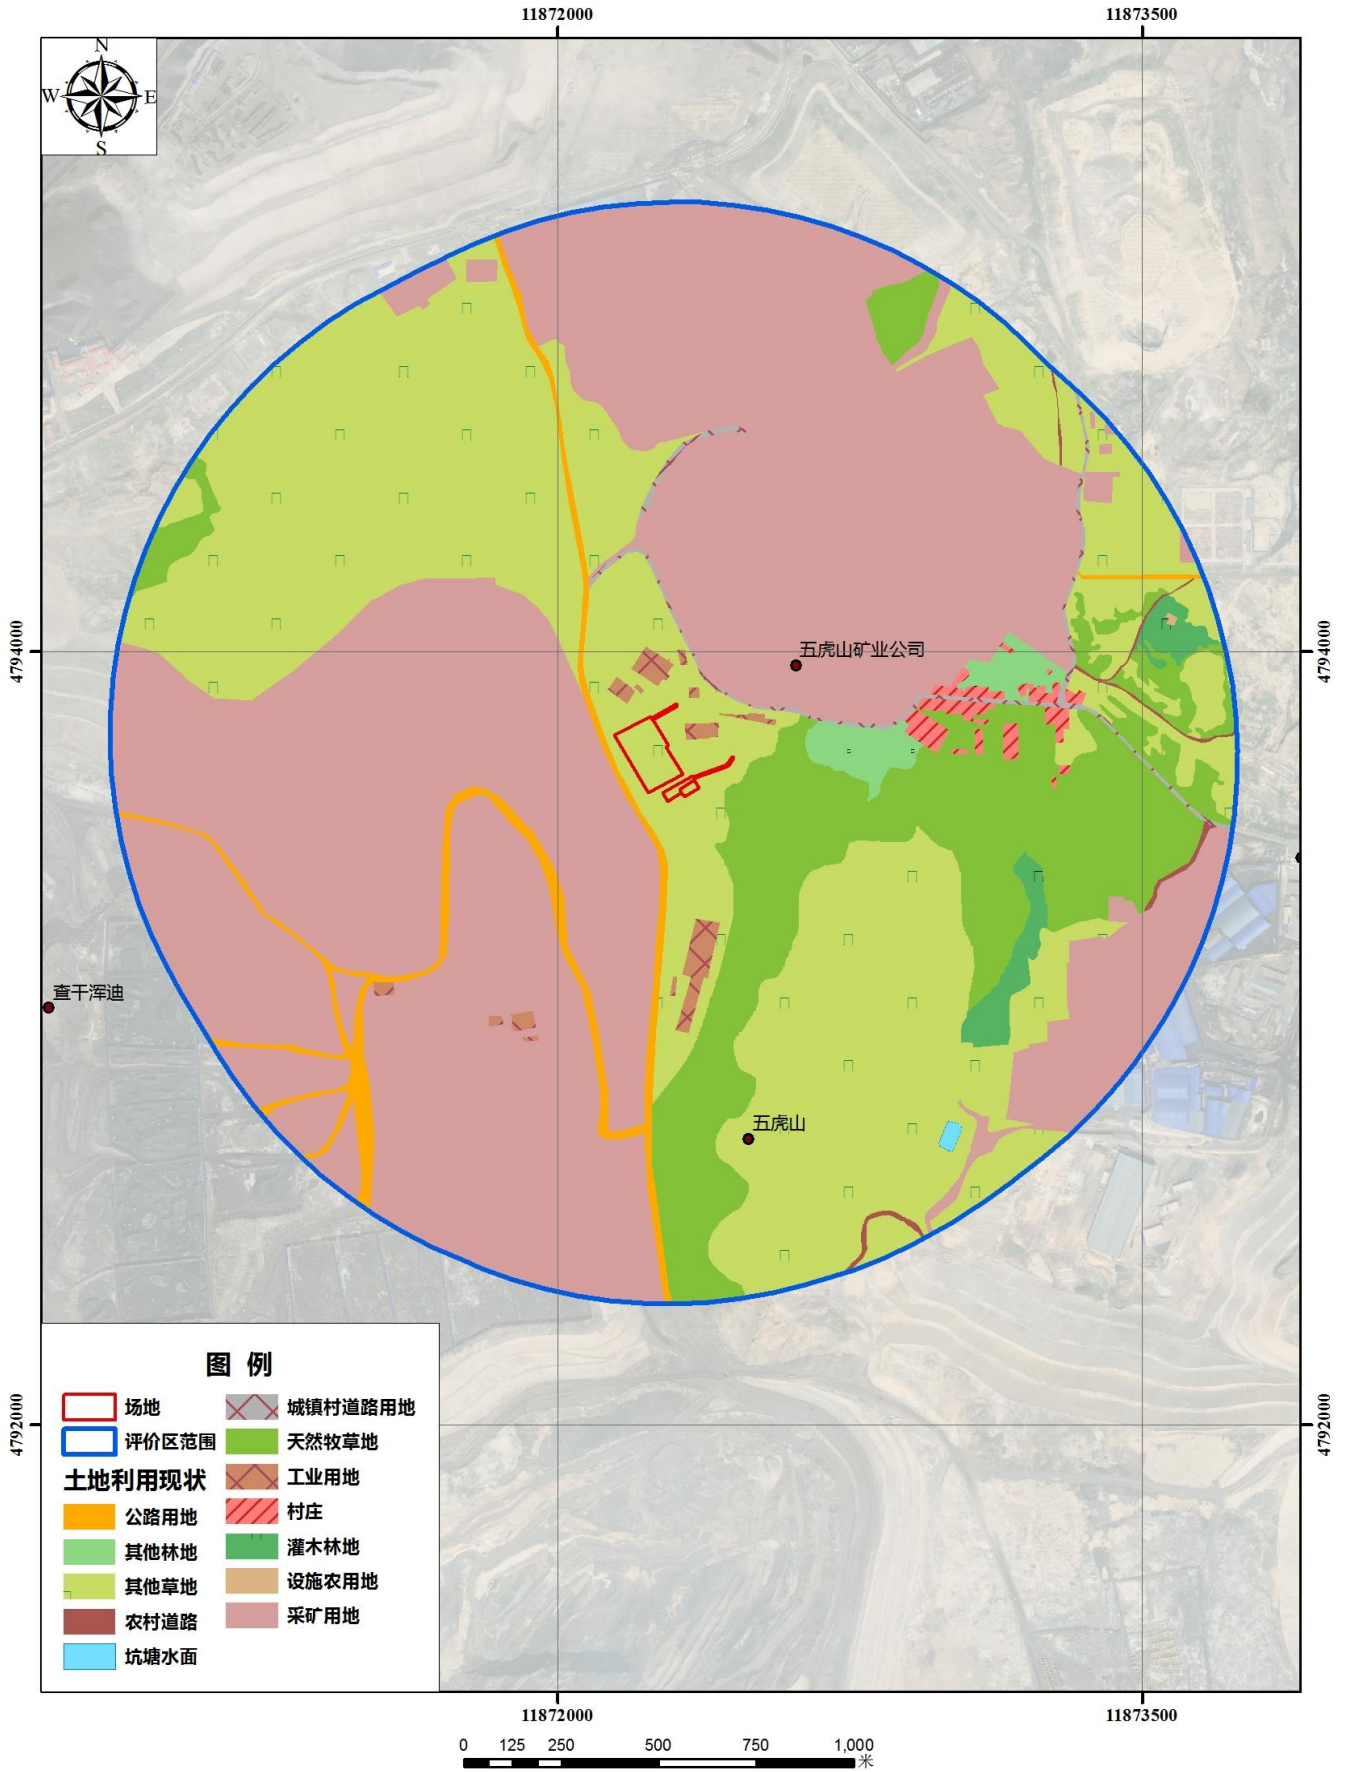 11872000 11873500
N
W E
S
4794000 4794000
五虎山矿业公司
查干浑迪
五虎山
4792000 4792000
图 例
场地
评价区范围
土地利用现状
公路用地
其他林地
其他草地
农村道路
坑塘水面
城镇村道路用地
天然牧草地
工业用地
村庄
灌木林地
设施农用地
采矿用地
11872000 11873500
0 125 250 500 750 1,000
米